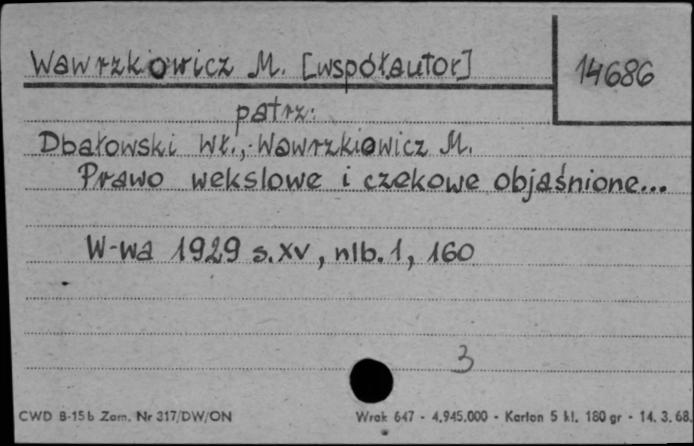 Wawrzkowicz M. [współautor] 14686
patrz:
Dbałowski Wł., Wawrzkiewicz M.
Prawo wekslowe i czekowe objaśnione...
W-wa 1929 s. XV, nlb. 1, 160
3
CWD B-15b Zam. Nr 317/DW/ON Wrak 647 - 4.945.000 - Karton 5 kl. 180 gr - 14. 3. 68.